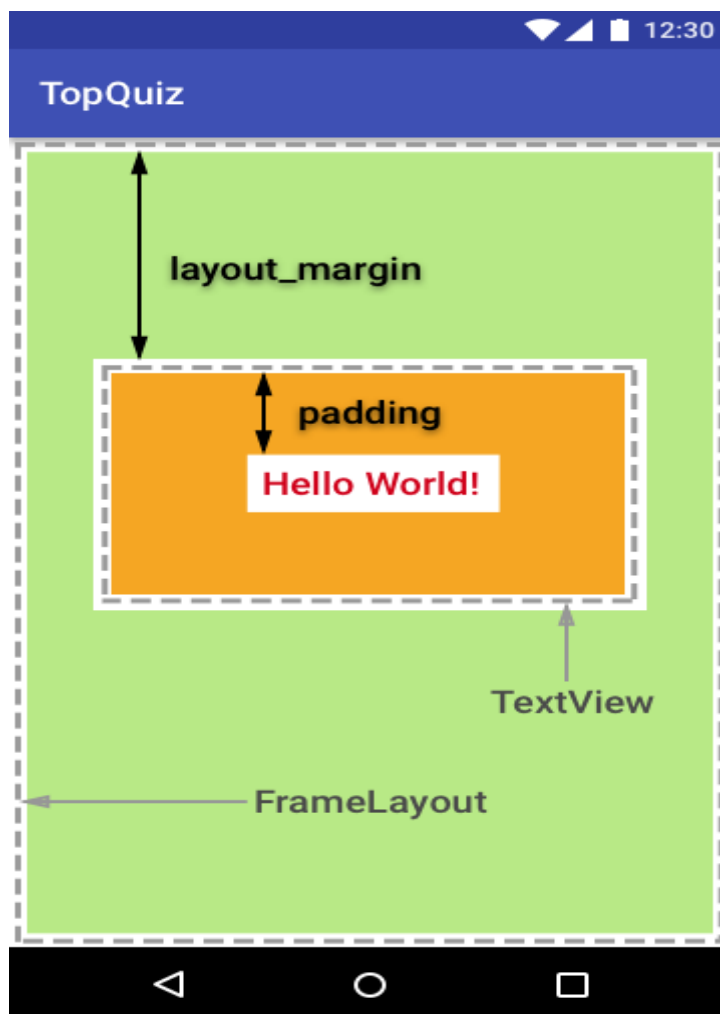 12:30
TopQuiz
layout_margin
padding
Hello World!
TextView
FrameLayout